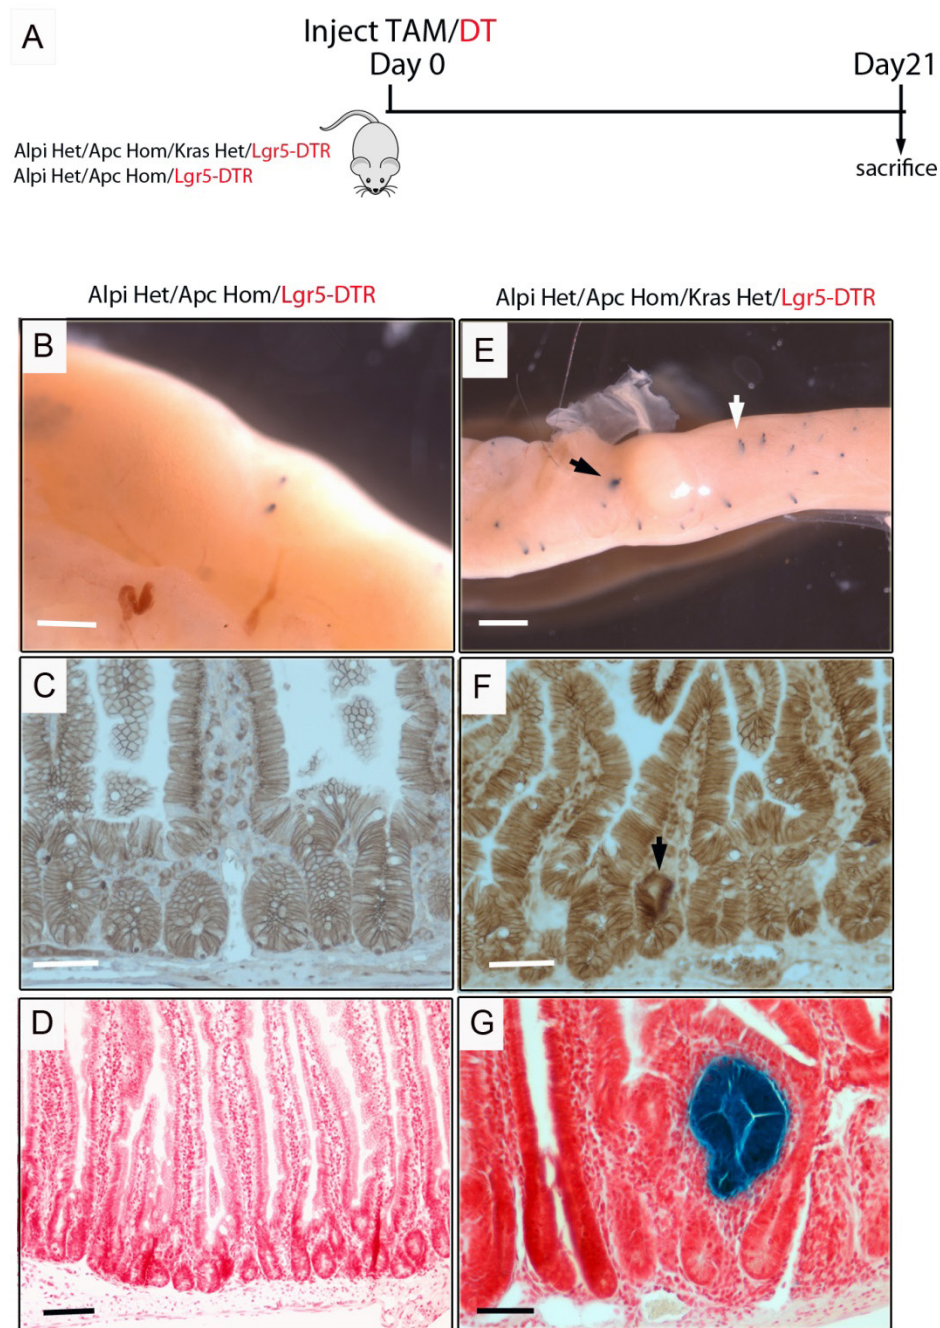 A
Inject TAM/DT
Day 0
Day21
Alpi Het/Apc Hom/Kras Het/Lgr5-DTR
Alpi Het/Apc Hom/Lgr5-DTR
sacrifice
Alpi Het/Apc Hom/Lgr5-DTR
Alpi Het/Apc Hom/Kras Het/Lgr5-DTR
B
E
C
F
D
G